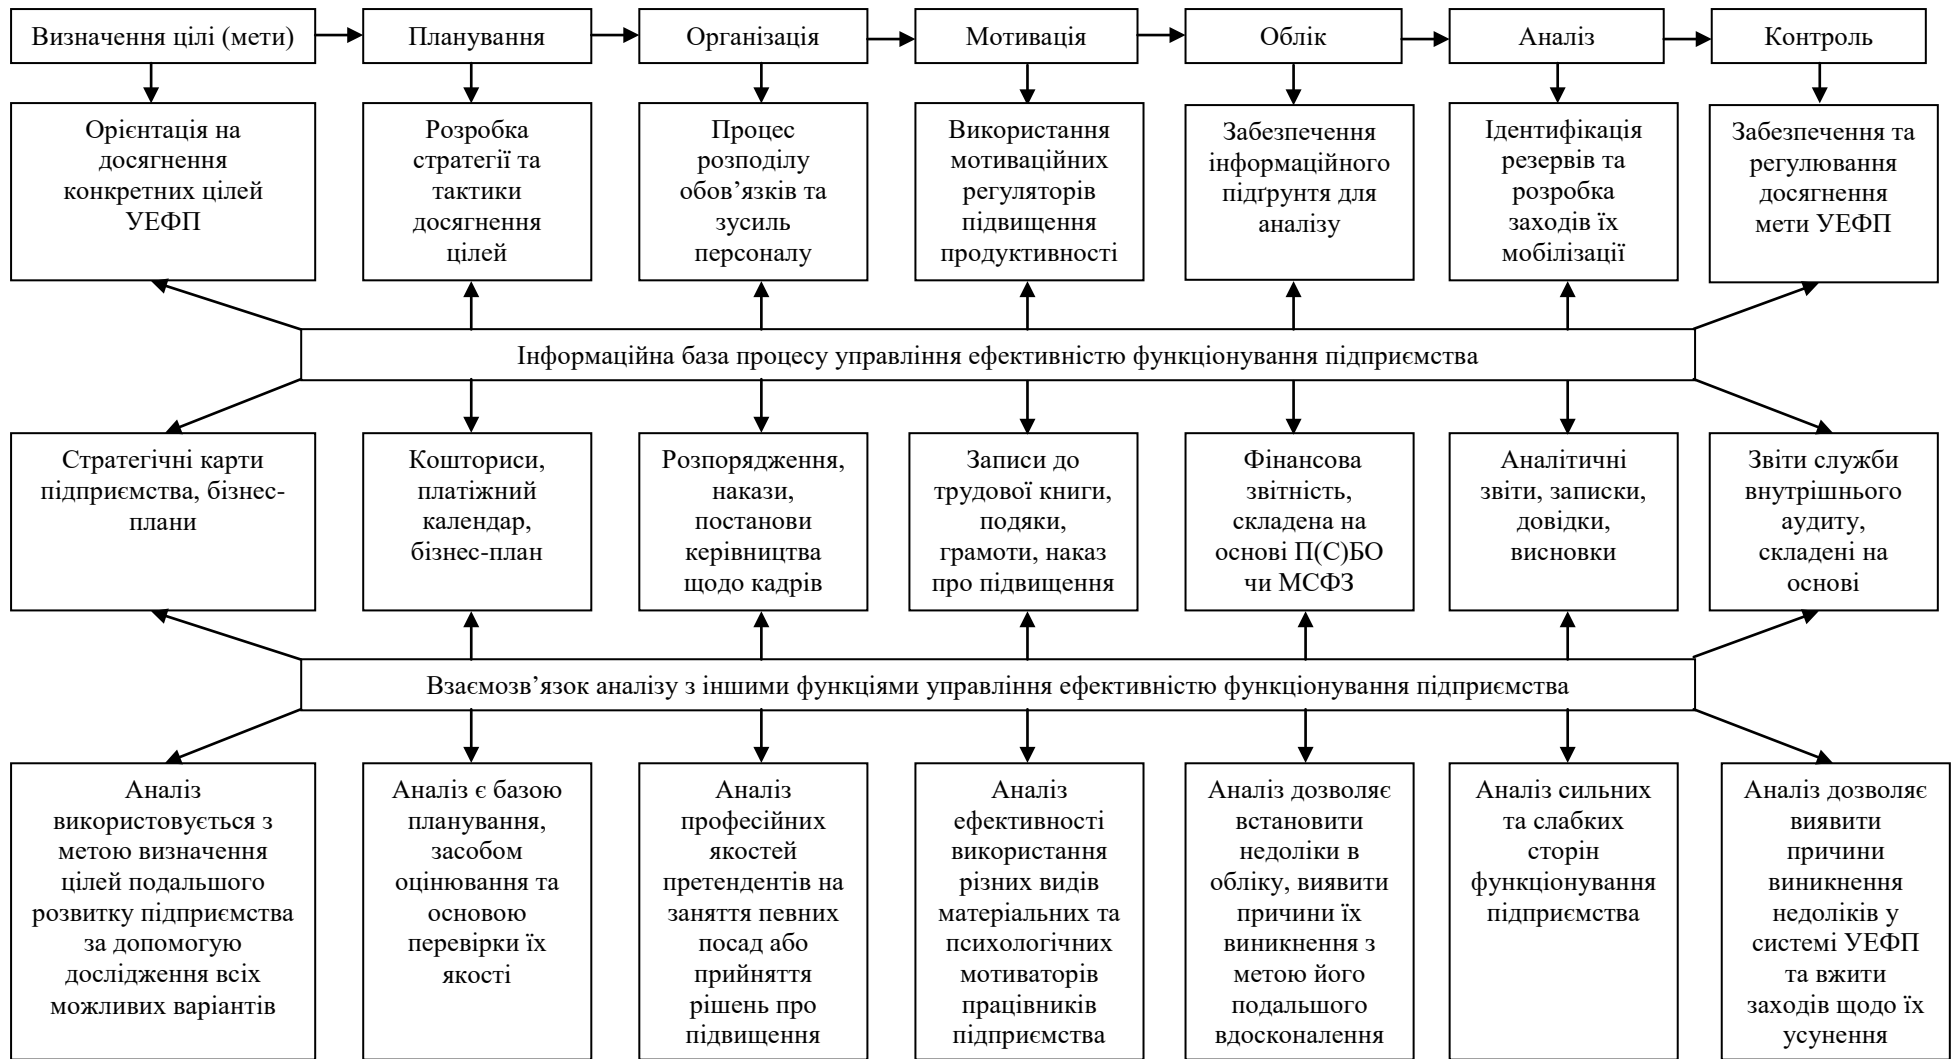 Визначення цілі (мети)
Планування
Організація
Мотивація
Облік
Аналіз
Контроль
Орієнтація на
досягнення
конкретних цілей
УЕФП
Розробка
стратегії та
тактики
досягнення
цілей
Процес
розподілу
обов’язків та
зусиль
персоналу
Використання
мотиваційних
регуляторів
підвищення
продуктивності
Забезпечення
інформаційного
підґрунтя для
аналізу
Ідентифікація
резервів та
розробка
заходів їх
мобілізації
Забезпечення та
регулювання
досягнення
мети УЕФП
Інформаційна база процесу управління ефективністю функціонування підприємства
Стратегічні карти
підприємства, бізнес-
плани
Кошториси,
платіжний
календар,
бізнес-план
Розпорядження,
накази,
постанови
керівництва
щодо кадрів
Записи до
трудової книги,
подяки,
грамоти, наказ
про підвищення
Фінансова
звітність,
складена на
основі П(С)БО
чи МСФЗ
Аналітичні
звіти, записки,
довідки,
висновки
Звіти служби
внутрішнього
аудиту,
складені на
основі
Взаємозв’язок аналізу з іншими функціями управління ефективністю функціонування підприємства
Аналіз
використовується з
метою визначення
цілей подальшого
розвитку підприємства
за допомогую
дослідження всіх
можливих варіантів
Аналіз є базою
планування,
засобом
оцінювання та
основою
перевірки їх
якості
Аналіз
професійних
якостей
претендентів на
заняття певних
посад або
прийняття
рішень про
підвищення
Аналіз
ефективності
використання
різних видів
матеріальних та
психологічних
мотиваторів
працівників
підприємства
Аналіз дозволяє
встановити
недоліки в
обліку, виявити
причини їх
виникнення з
метою його
подальшого
вдосконалення
Аналіз сильних
та слабких
сторін
функціонування
підприємства
Аналіз дозволяє
виявити
причини
виникнення
недоліків у
системі УЕФП
та вжити
заходів щодо їх
усунення